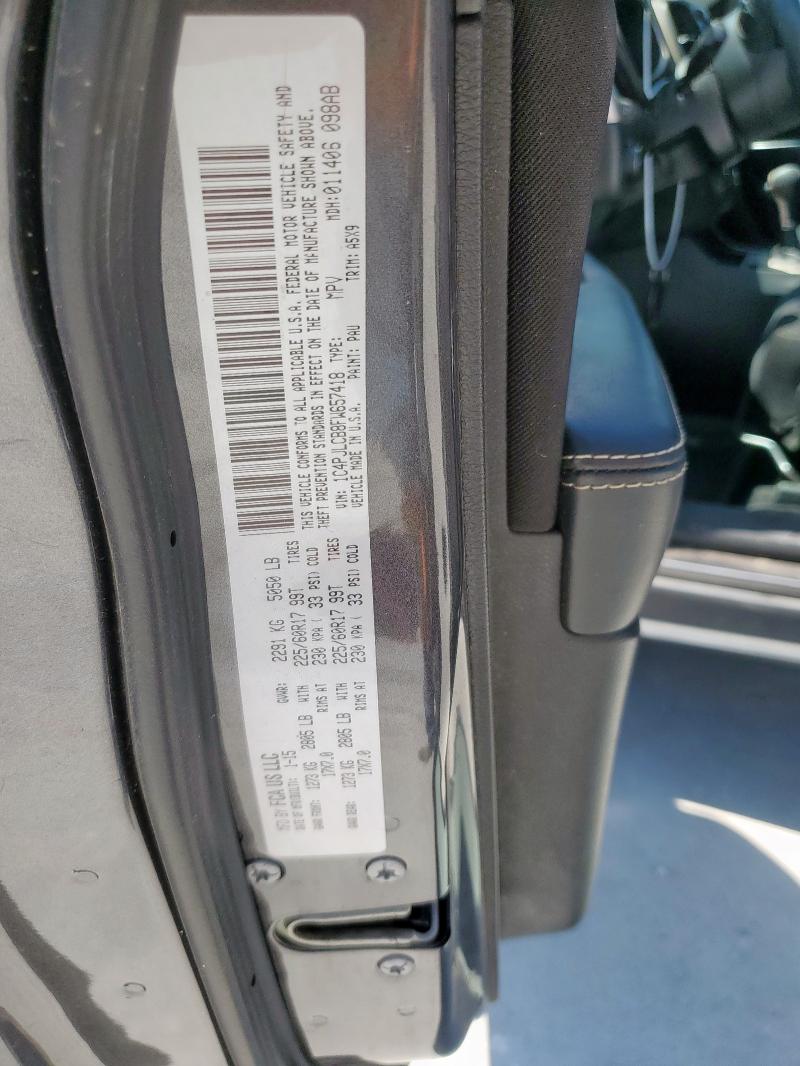 MFD BY FCA US LLC
DATE OF MFR(BUILT): 1-15 GVWR: 2291 KG 5050 LB
GAWR FRONT: 1273 KG 2805 LB WITH 225/60R17 99T TIRES
17X7.0 RIMS AT 230 KPA ( 33 PSI) COLD
GAWR REAR: 1273 KG 2805 LB WITH 225/60R17 99T TIRES
17X7.0 RIMS AT 230 KPA ( 33 PSI) COLD
THIS VEHICLE CONFORMS TO ALL APPLICABLE U.S.A. FEDERAL MOTOR VEHICLE SAFETY AND
THEFT PREVENTION STANDARDS IN EFFECT ON THE DATE OF MANUFACTURE SHOWN ABOVE.
VIN: 1C4PJLCB8FW657418 TYPE: MPV MDH: 011406 098AB
VEHICLE MADE IN U.S.A. PAINT: PAU TRIM: A5X9